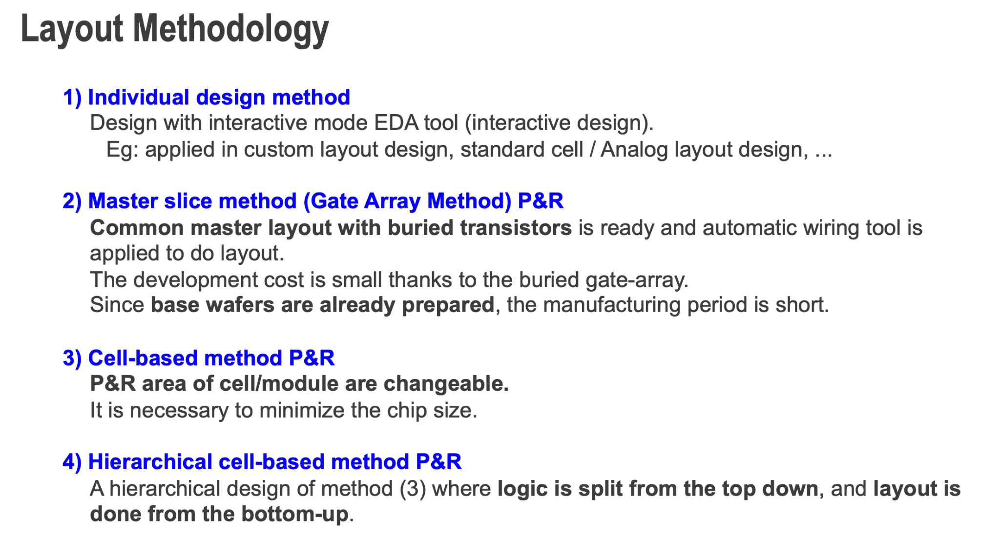 Layout Methodology
1) Individual design method
Design with interactive mode EDA tool (interactive design).
Eg: applied in custom layout design, standard cell / Analog layout design, ...
2) Master slice method (Gate Array Method) P&R
Common master layout with buried transistors is ready and automatic wiring tool is
applied to do layout.
The development cost is small thanks to the buried gate-array.
Since base wafers are already prepared, the manufacturing period is short.
3) Cell-based method P&R
P&R area of cell/module are changeable.
It is necessary to minimize the chip size.
4) Hierarchical cell-based method P&R
A hierarchical design of method (3) where logic is split from the top down, and layout is
done from the bottom-up.